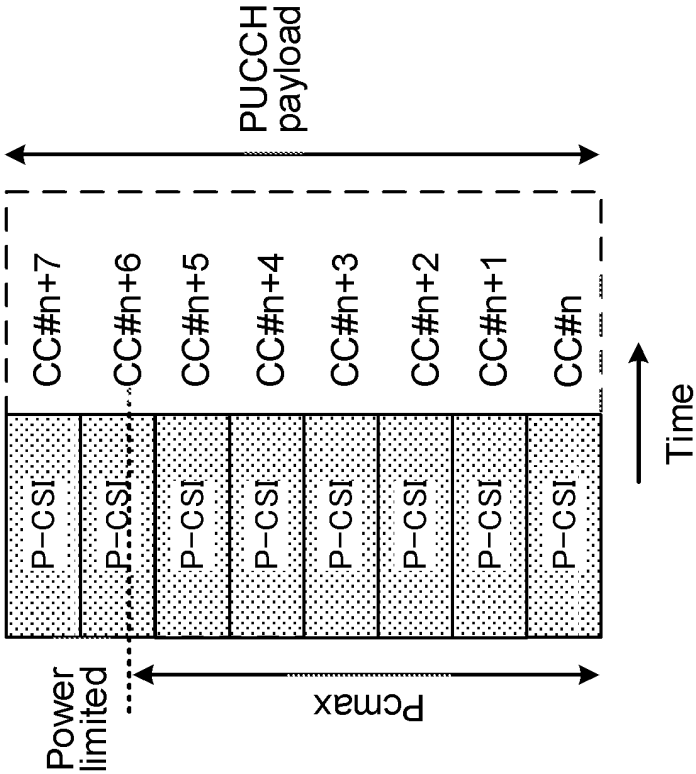 PUCCH
payload
CC#n+7
CC#n+6
CC#n+5
CC#n+4
CC#n+3
CC#n+2
CC#n+1
CC#n
P-CSI
P-CSI
P-CSI
P-CSI
P-CSI
P-CSI
P-CSI
P-CSI
Power
limited
Pcmax
Time